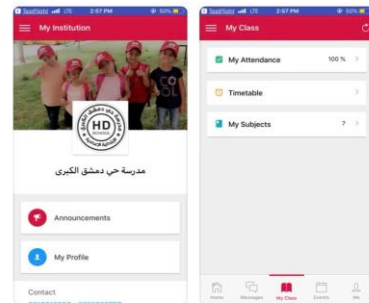 TestFlight LTE 2:57 PM 50%
My Institution
COOL
HD
SCHOOL
مدرسة حي دمشق الكبرى
Announcements
My Profile
Contact
TestFlight LTE 2:57 PM 50%
My Class
My Attendance 100 %
Timetable
My Subjects 7
Home Messages My Class Events Me